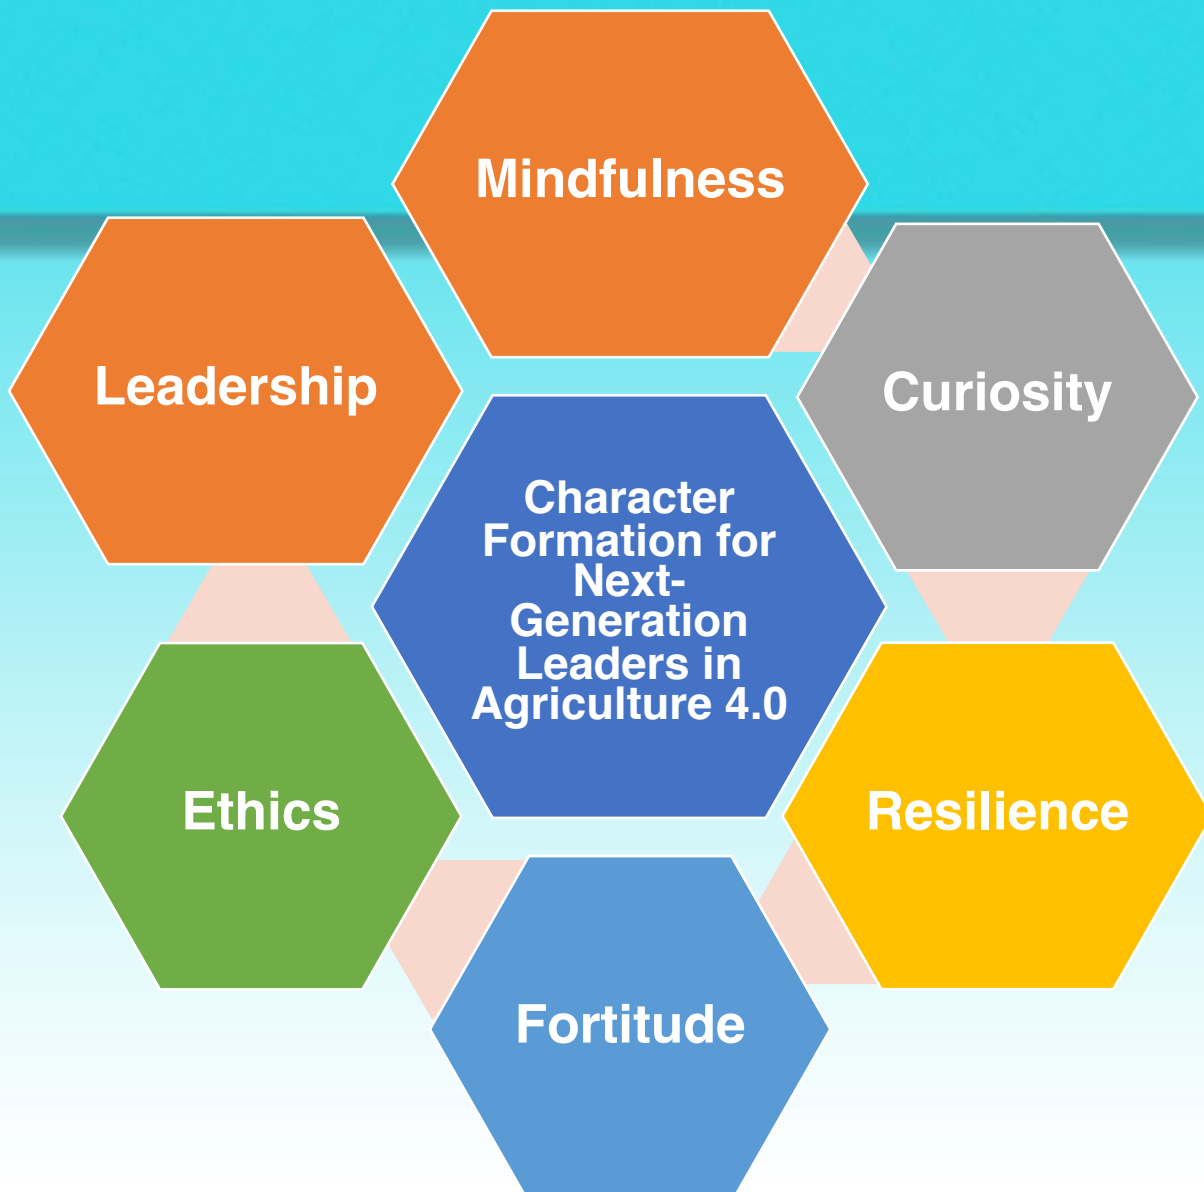 Mindfulness
Leadership
Curiosity
Character
Formation for
Next-
Generation
Leaders in
Agriculture 4.0
Ethics
Resilience
Fortitude